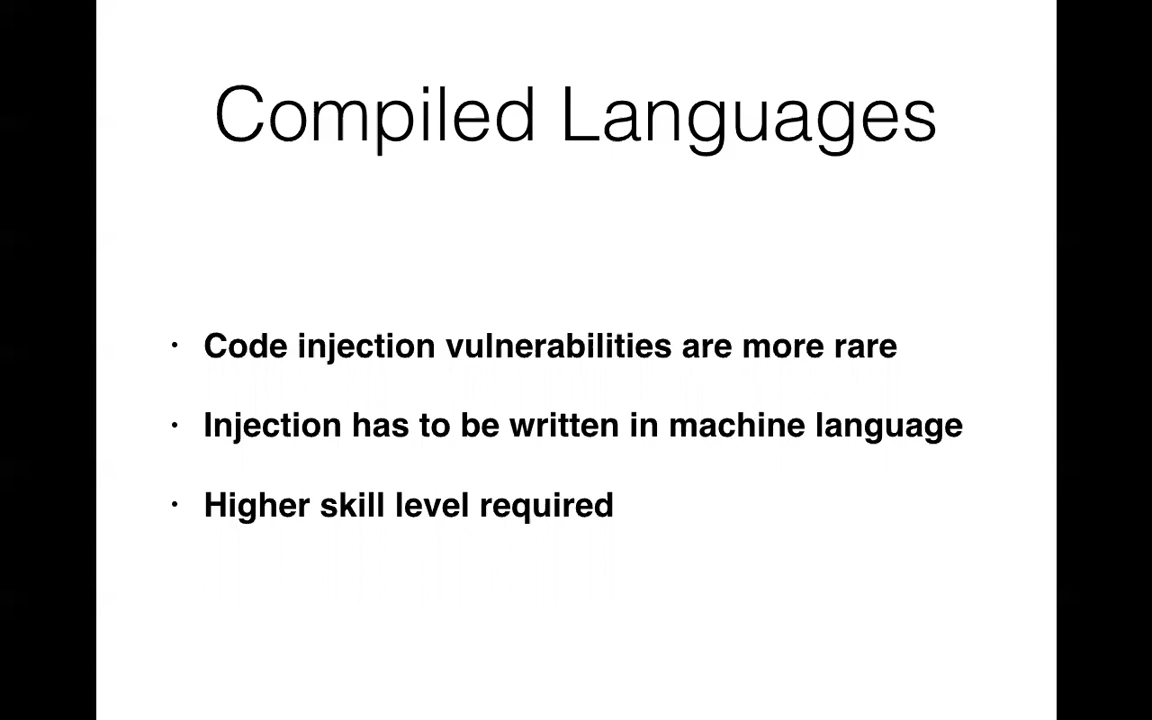 Compiled Languages
· Code injection vulnerabilities are more rare
· Injection has to be written in machine language
· Higher skill level required